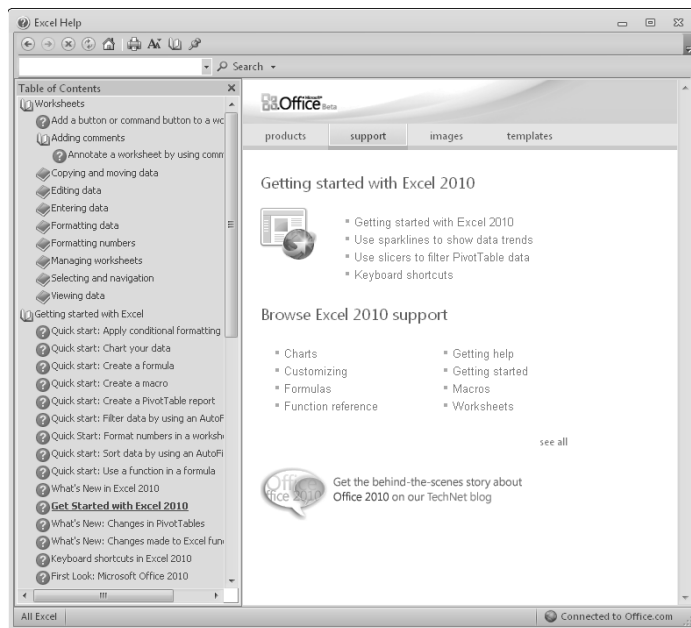 Excel Help
Search
Table of Contents
Worksheets
Add a button or command button to a wo
Adding comments
Annotate a worksheet by using comm
Copying and moving data
Editing data
Entering data
Formatting data
Formatting numbers
Managing worksheets
Selecting and navigation
Viewing data
Getting started with Excel
Quick start: Apply conditional formatting
Quick start: Chart your data
Quick start: Create a formula
Quick start: Create a macro
Quick start: Create a PivotTable report
Quick start: Filter data by using an AutoF
Quick Start: Format numbers in a workshe
Quick start: Sort data by using an AutoFi
Quick start: Use a function in a formula
What's New in Excel 2010
Get Started with Excel 2010
What's New: Changes in PivotTables
What's New: Changes made to Excel fun
Keyboard shortcuts in Excel 2010
First Look: Microsoft Office 2010
Office Beta
products support images templates
Getting started with Excel 2010
Getting started with Excel 2010
Use sparklines to show data trends
Use slicers to filter PivotTable data
Keyboard shortcuts
Browse Excel 2010 support
Charts
Customizing
Formulas
Function reference
Getting help
Getting started
Macros
Worksheets
see all
Get the behind-the-scenes story about
Office 2010 on our TechNet blog
All Excel
Connected to Office.com